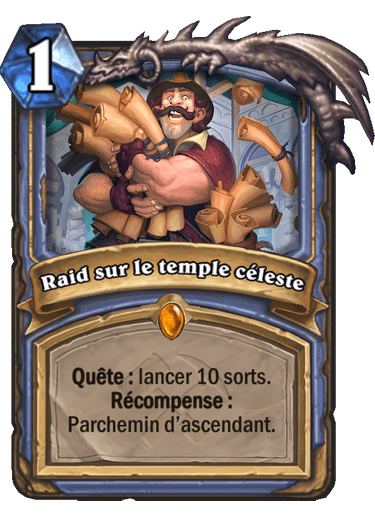 1
Raid sur le temple céleste
Quête : lancer 10 sorts.
Récompense :
Parchemin d'ascendant.